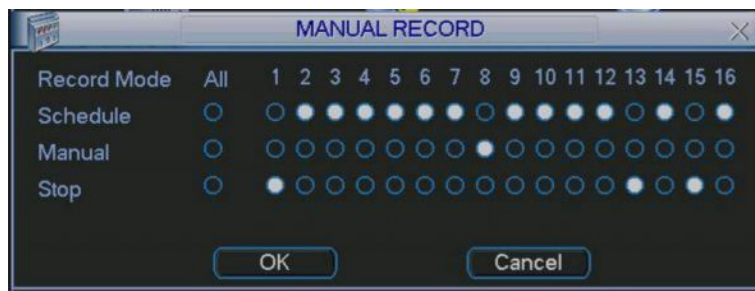 MANUAL RECORD
Record Mode All 1 2 3 4 5 6 7 8 9 10 11 12 13 14 15 16
Schedule
Manual
Stop
OK Cancel